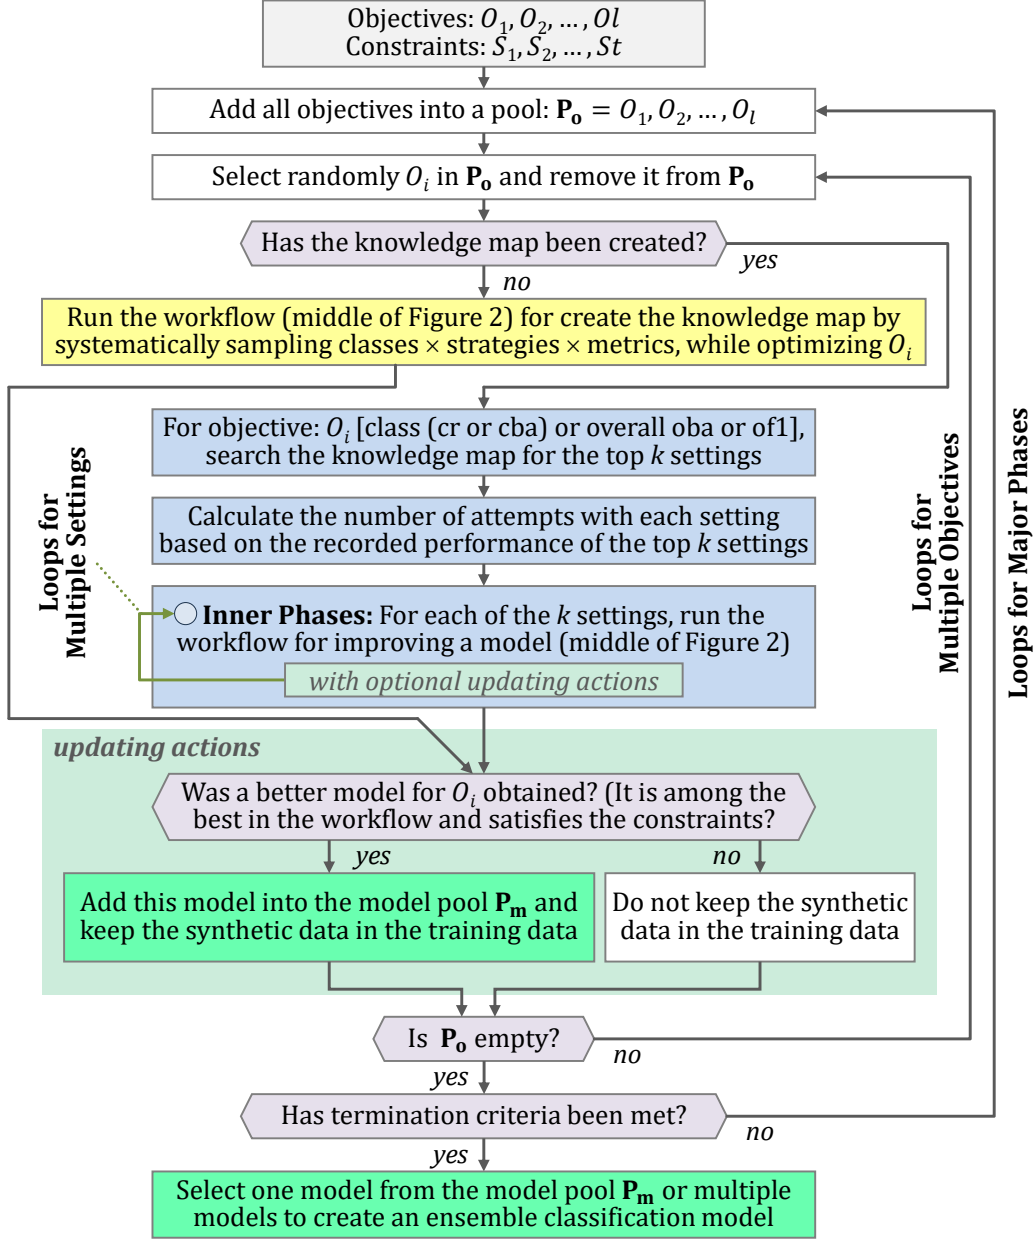 Objectives: O₁, O₂, …, Ol
Constraints: S₁, S₂, …, St
Add all objectives into a pool: Pₒ = O₁, O₂, …, Oₗ
Select randomly Oᵢ in Pₒ and remove it from Pₒ
Has the knowledge map been created?
yes
no
Run the workflow (middle of Figure 2) for create the knowledge map by
systematically sampling classes × strategies × metrics, while optimizing Oᵢ
For objective: Oᵢ [class (cr or cba) or overall oba or of1],
search the knowledge map for the top k settings
Calculate the number of attempts with each setting
based on the recorded performance of the top k settings
Loops for
Multiple Settings
Inner Phases: For each of the k settings, run the
workflow for improving a model (middle of Figure 2)
with optional updating actions
Loops for
Multiple Objectives
Loops for Major Phases
updating actions
Was a better model for Oᵢ obtained? (It is among the
best in the workflow and satisfies the constraints?
yes
no
Add this model into the model pool Pₘ and
keep the synthetic data in the training data
Do not keep the synthetic
data in the training data
Is Pₒ empty?
no
yes
Has termination criteria been met?
no
yes
Select one model from the model pool Pₘ or multiple
models to create an ensemble classification model